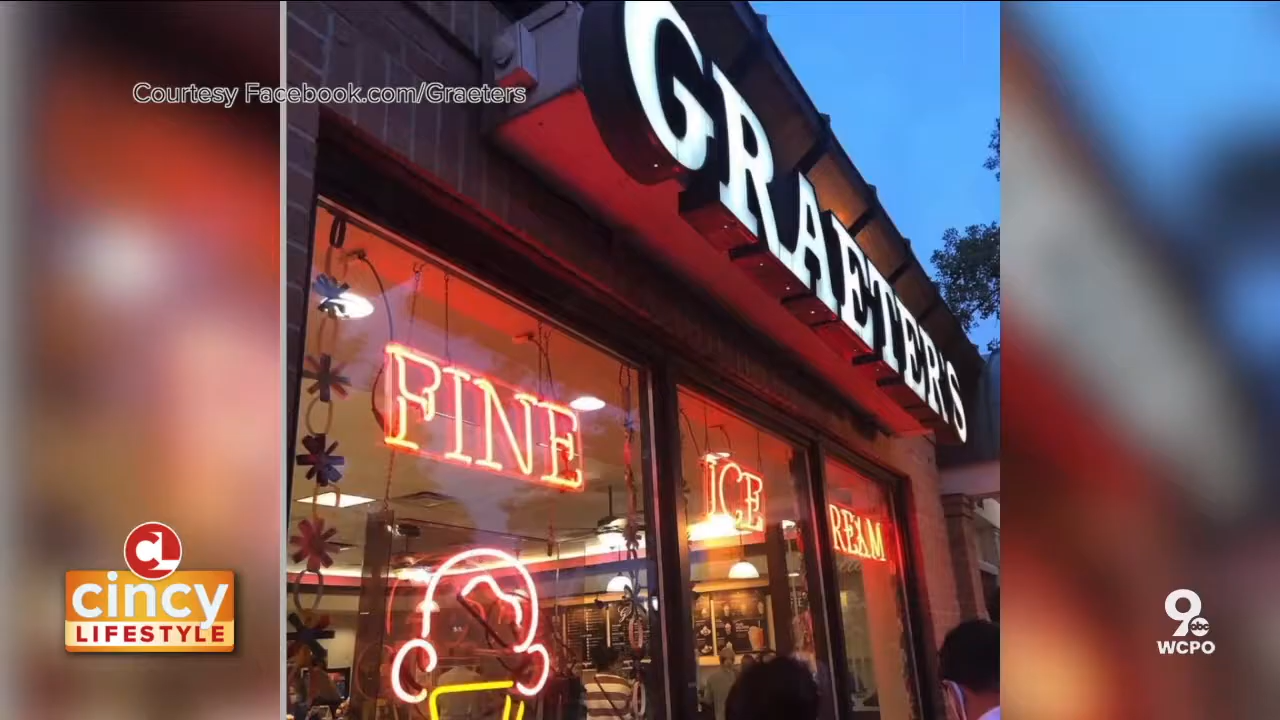 Courtesy Facebook.com/Graeters
GRAETER'S
FINE
ICE
REAM
cincy
LIFESTYLE
9
abc
WCPO